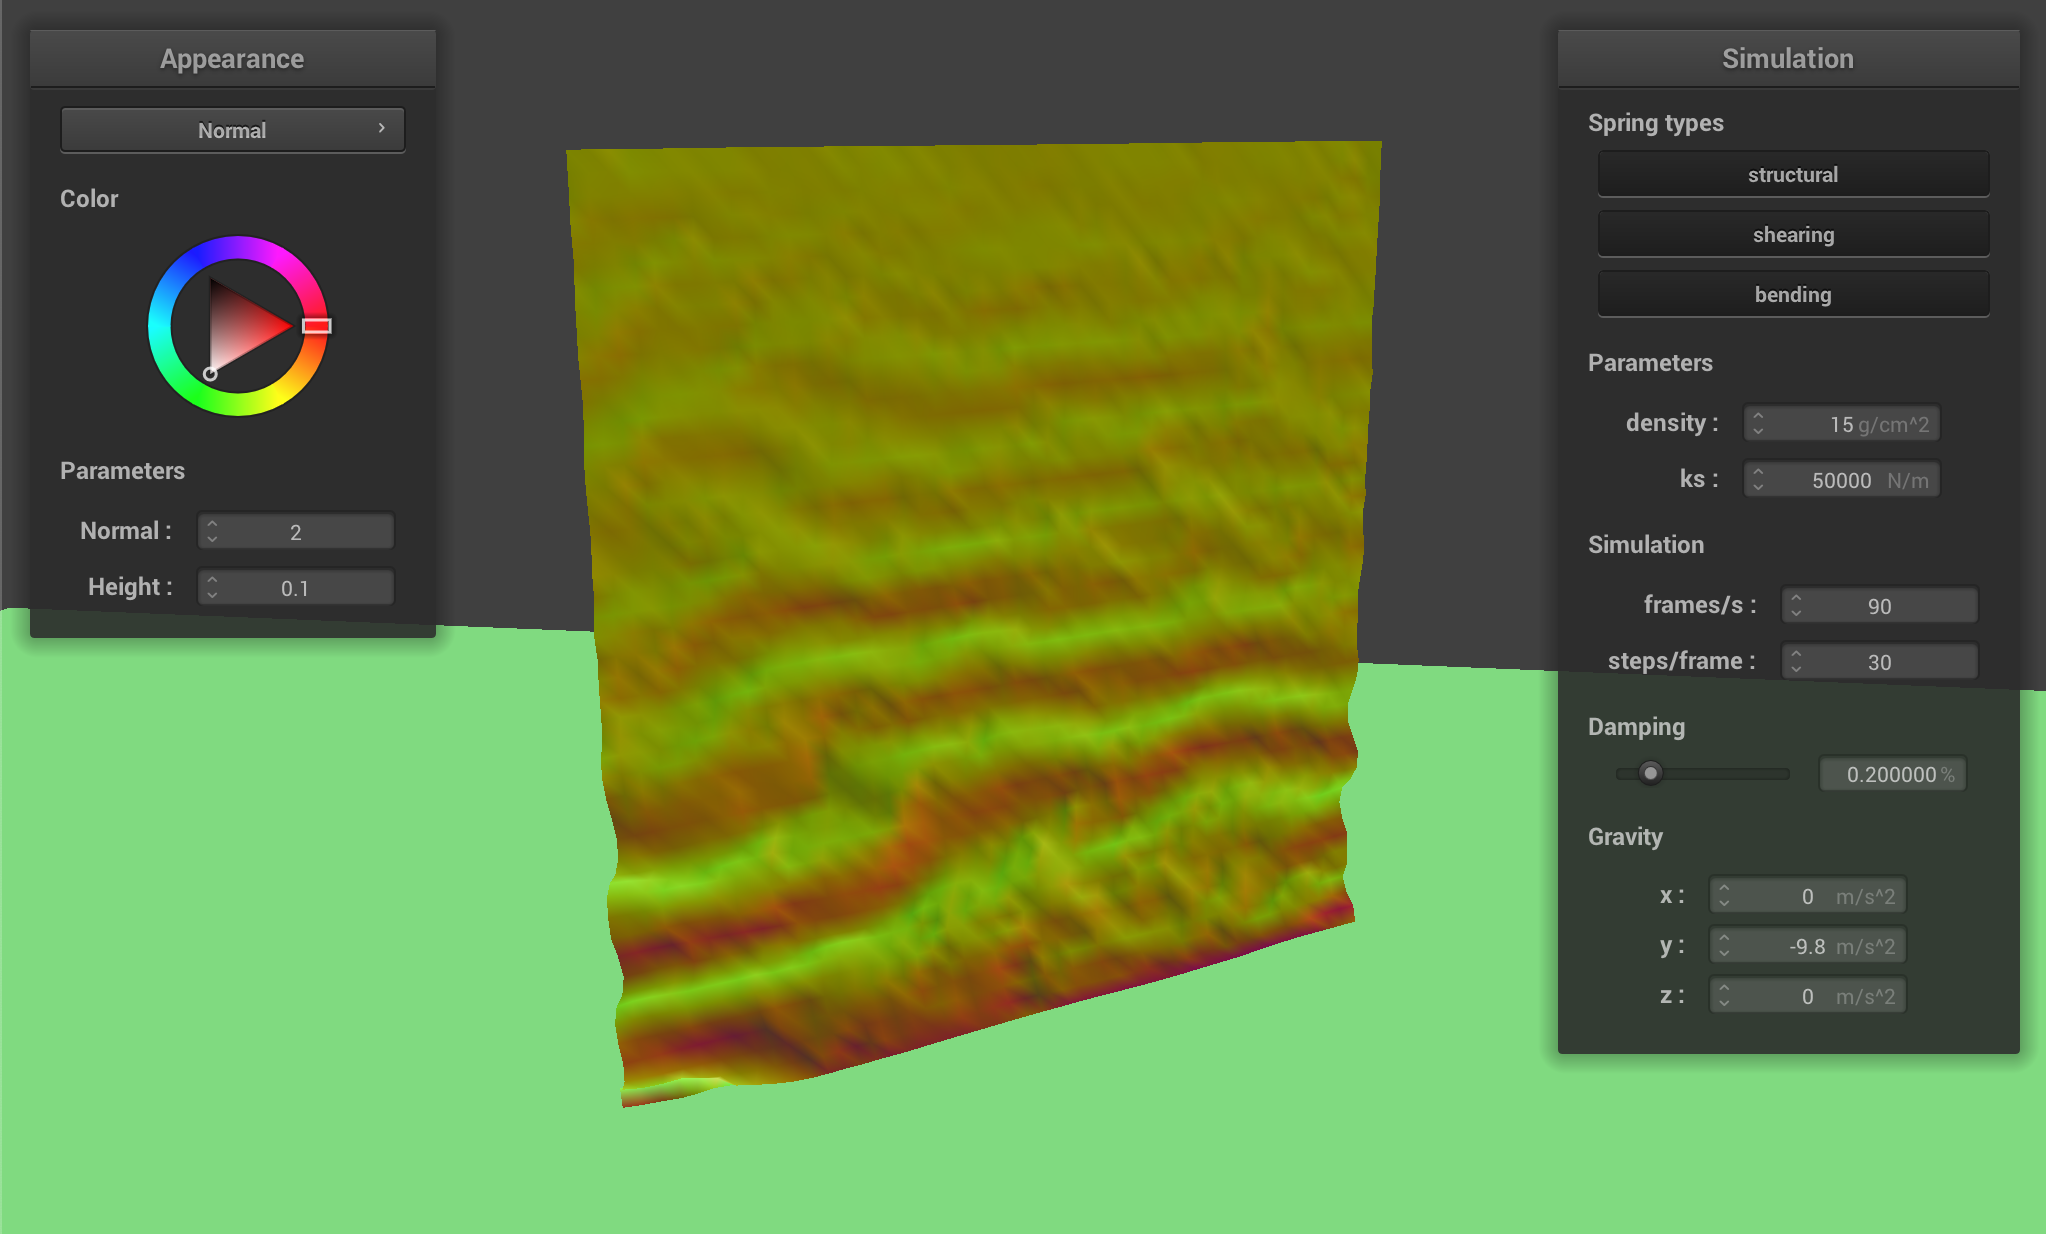 Appearance
Normal
Color
Parameters
Normal : 2
Height : 0.1
Simulation
Spring types
structural
shearing
bending
Parameters
density : 15 g/cm^2
ks : 50000 N/m
Simulation
frames/s : 90
steps/frame : 30
Damping
0.200000 %
Gravity
x : 0 m/s^2
y : -9.8 m/s^2
z : 0 m/s^2